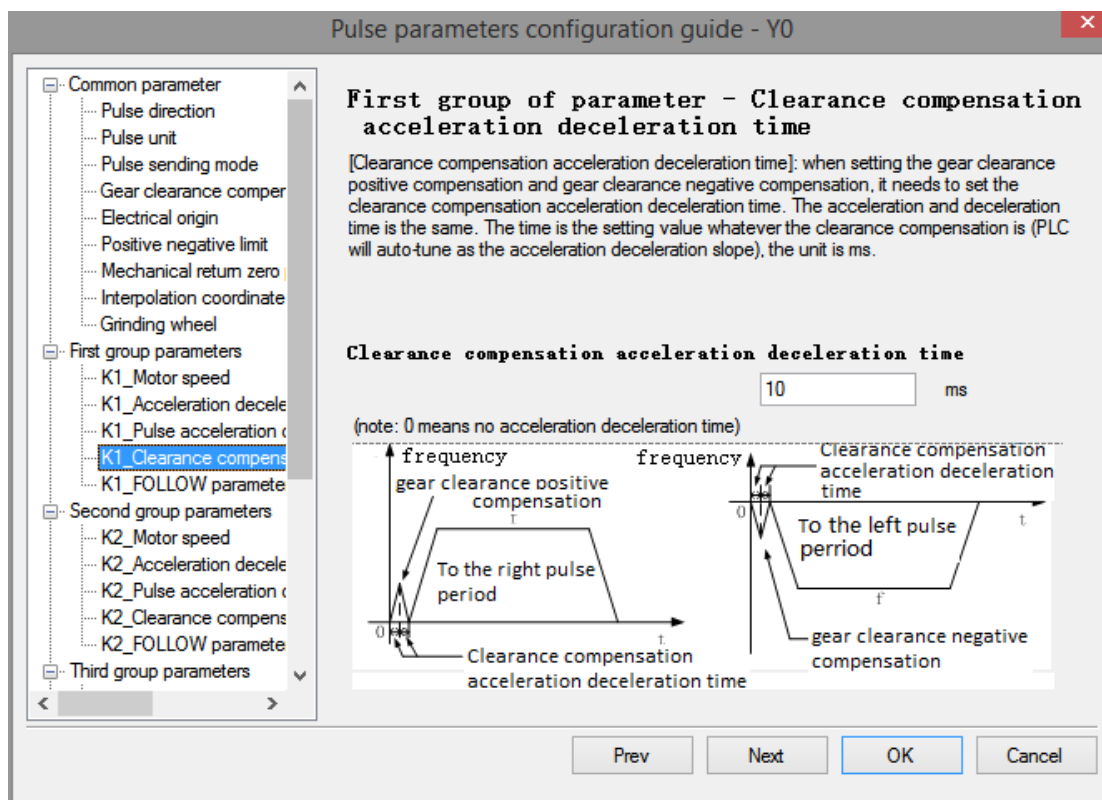 Pulse parameters configuration guide - Y0
Common parameter
Pulse direction
Pulse unit
Pulse sending mode
Gear clearance comper
Electrical origin
Positive negative limit
Mechanical return zero
Interpolation coordinate
Grinding wheel
First group parameters
K1_Motor speed
K1_Acceleration decele
K1_Pulse acceleration
K1_Clearance compens
K1_FOLLOW paramete
Second group parameters
K2_Motor speed
K2_Acceleration decele
K2_Pulse acceleration
K2_Clearance compens
K2_FOLLOW paramete
Third group parameters
First group of parameter - Clearance compensation
acceleration deceleration time
[Clearance compensation acceleration deceleration time]: when setting the gear clearance
positive compensation and gear clearance negative compensation, it needs to set the
clearance compensation acceleration deceleration time. The acceleration and deceleration
time is the same. The time is the setting value whatever the clearance compensation is (PLC
will auto-tune as the acceleration deceleration slope), the unit is ms.
Clearance compensation acceleration deceleration time
10 ms
(note: 0 means no acceleration deceleration time)
frequency
gear clearance positive
compensation
To the right pulse
period
0
t
Clearance compensation
acceleration deceleration time
frequency
Clearance compensation
acceleration deceleration
time
0
t
To the left pulse
perriod
f
gear clearance negative
compensation
Prev
Next
OK
Cancel